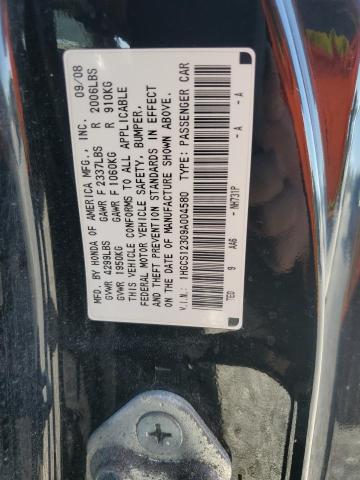 MFD. BY HONDA OF AMERICA MFG., INC. 09/08
GVWR 4299LBS GAWR F 2337LBS R 2006LBS
GVWR 1950KG GAWR F 1060KG R 910KG
THIS VEHICLE CONFORMS TO ALL APPLICABLE
FEDERAL MOTOR VEHICLE SAFETY, BUMPER,
AND THEFT PREVENTION STANDARDS IN EFFECT
ON THE DATE OF MANUFACTURE SHOWN ABOVE.
V.I.N.: 1HGCS12309A004580 TYPE: PASSENGER CAR
TED 9 AA6 - NH731P - A - A